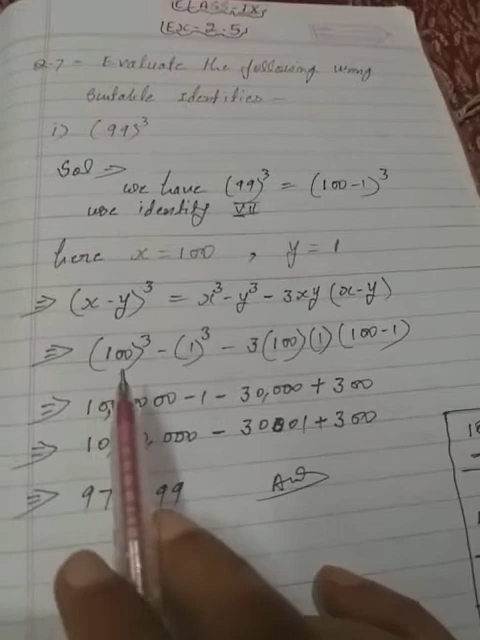 CLASS-IX
EX-2.5
Q.7 - Evaluate the following using
Suitable Identities -
i) (99)³
Sol ⇒
we have (99)³ = (100-1)³
use identity VII
here x = 100 , y = 1
⇒ (x-y)³ = x³-y³-3xy(x-y)
⇒ (100)³-(1)³-3(100)(1)(100-1)
⇒ 10, 000-1-30,000+300
⇒ 10, ,000-30001+300
⇒ 97 99 Ans